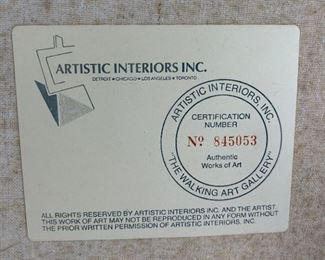 ARTISTIC INTERIORS INC.
DETROIT • CHICAGO • LOS ANGELES • TORONTO
ARTISTIC INTERIORS, INC.
CERTIFICATION
NUMBER
Nº 845053
Authentic
Works of Art
"THE WALKING ART GALLERY"
ALL RIGHTS RESERVED BY ARTISTIC INTERIORS INC. AND THE ARTIST.
THIS WORK OF ART MAY NOT BE REPRODUCED IN ANY FORM WITHOUT
THE PRIOR WRITTEN PERMISSION OF ARTISTIC INTERIORS, INC.